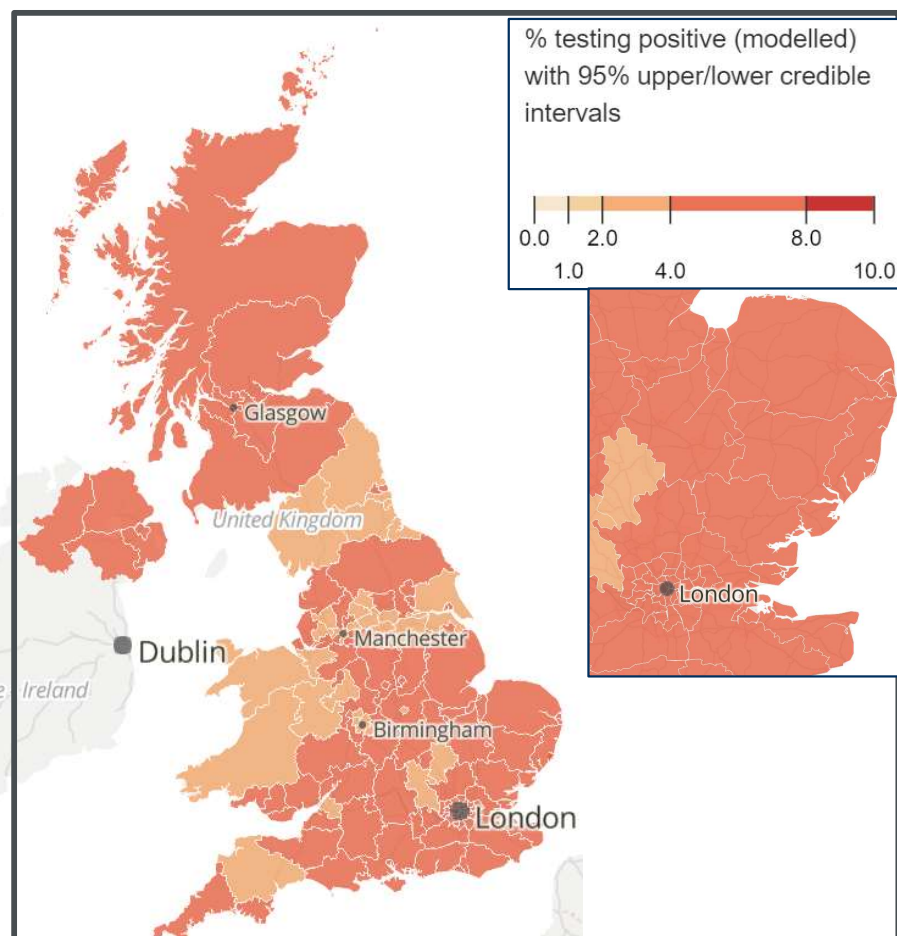 % testing positive (modelled)
with 95% upper/lower credible
intervals
0.0 2.0 8.0
1.0 4.0 10.0
Glasgow
United Kingdom
Manchester
Dublin
Ireland
Birmingham
London
London